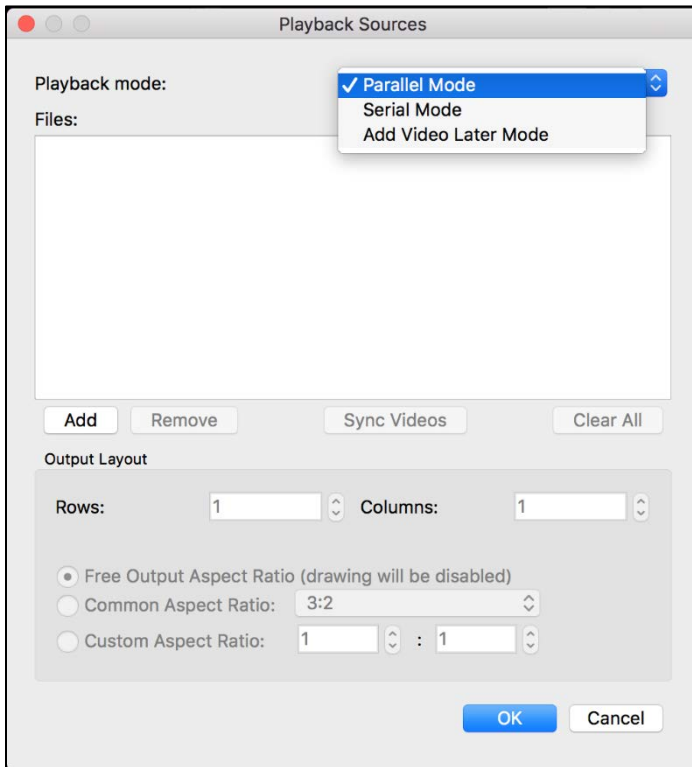 Playback Sources
Playback mode:
✓ Parallel Mode
Serial Mode
Add Video Later Mode
Files:
Add Remove Sync Videos Clear All
Output Layout
Rows: 1 Columns: 1
Free Output Aspect Ratio (drawing will be disabled)
Common Aspect Ratio: 3:2
Custom Aspect Ratio: 1 : 1
OK Cancel